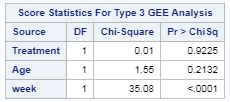 Score Statistics For Type 3 GEE Analysis
Source DF Chi-Square Pr > ChiSq
Treatment 1 0.01 0.9225
Age 1 1.55 0.2132
week 1 35.08 <.0001